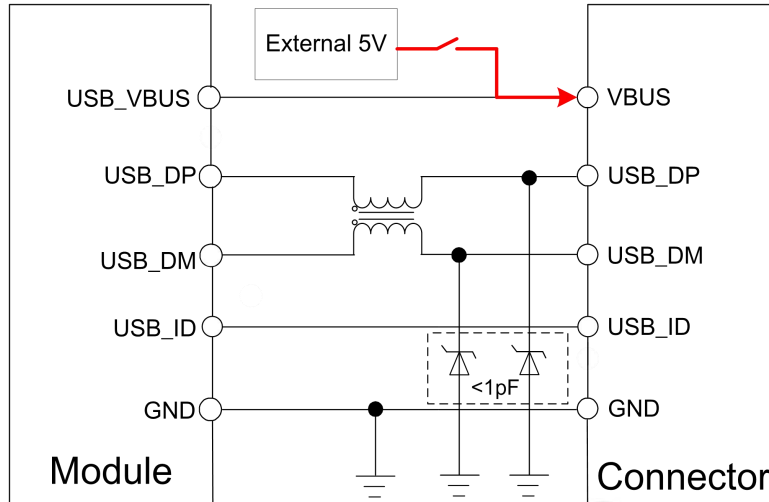 External 5V
USB_VBUS
VBUS
USB_DP
USB_DP
USB_DM
USB_DM
USB_ID
USB_ID
<1pF
GND
GND
Module
Connector